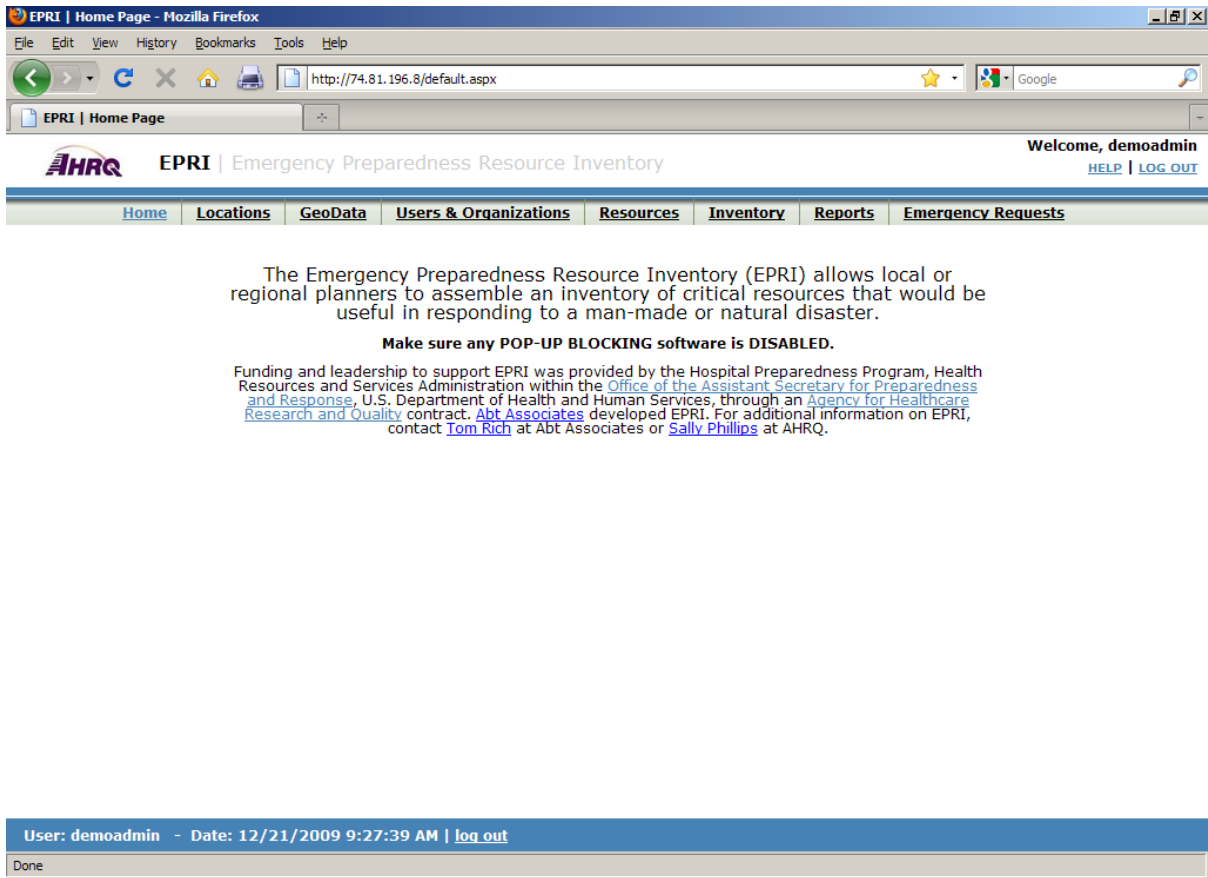 EPRI | Home Page - Mozilla Firefox
File Edit View History Bookmarks Tools Help
http://74.81.196.8/default.aspx
Google
EPRI | Home Page
AHRQ EPRI | Emergency Preparedness Resource Inventory
Welcome, demoadmin
HELP | LOG OUT
Home Locations GeoData Users & Organizations Resources Inventory Reports Emergency Requests
The Emergency Preparedness Resource Inventory (EPRI) allows local or
regional planners to assemble an inventory of critical resources that would be
useful in responding to a man-made or natural disaster.
Make sure any POP-UP BLOCKING software is DISABLED.
Funding and leadership to support EPRI was provided by the Hospital Preparedness Program, Health
Resources and Services Administration within the Office of the Assistant Secretary for Preparedness
and Response, U.S. Department of Health and Human Services, through an Agency for Healthcare
Research and Quality contract. Abt Associates developed EPRI. For additional information on EPRI,
contact Tom Rich at Abt Associates or Sally Phillips at AHRQ.
User: demoadmin - Date: 12/21/2009 9:27:39 AM | log out
Done